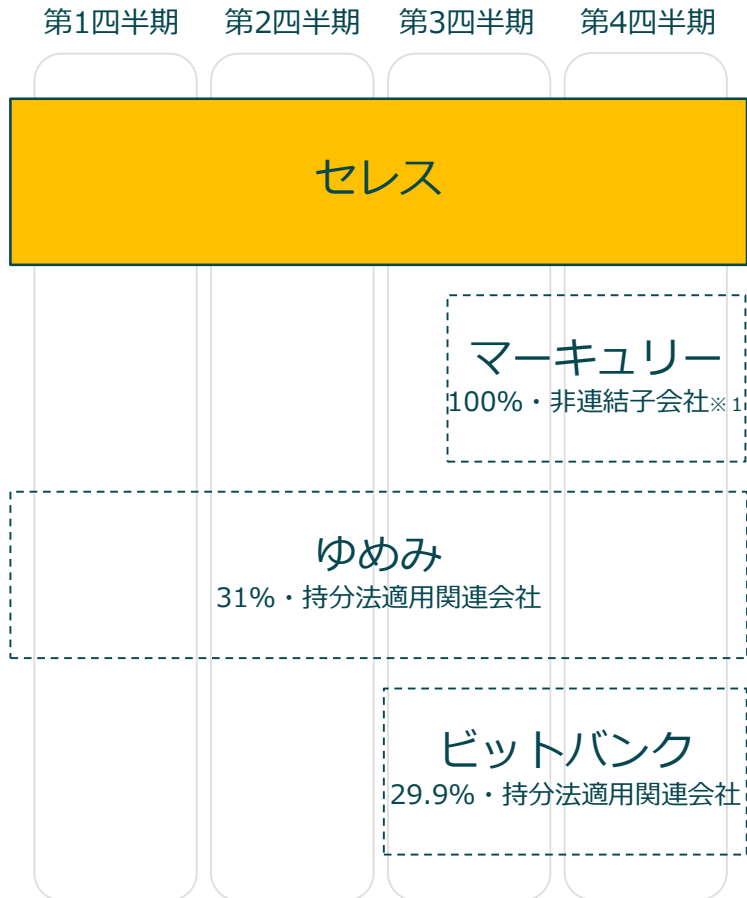 第1四半期 第2四半期 第3四半期 第4四半期
セレス
マーキュリー
100%・非連結子会社※1
ゆめみ
31%・持分法適用関連会社
ビットバンク
29.9%・持分法適用関連会社